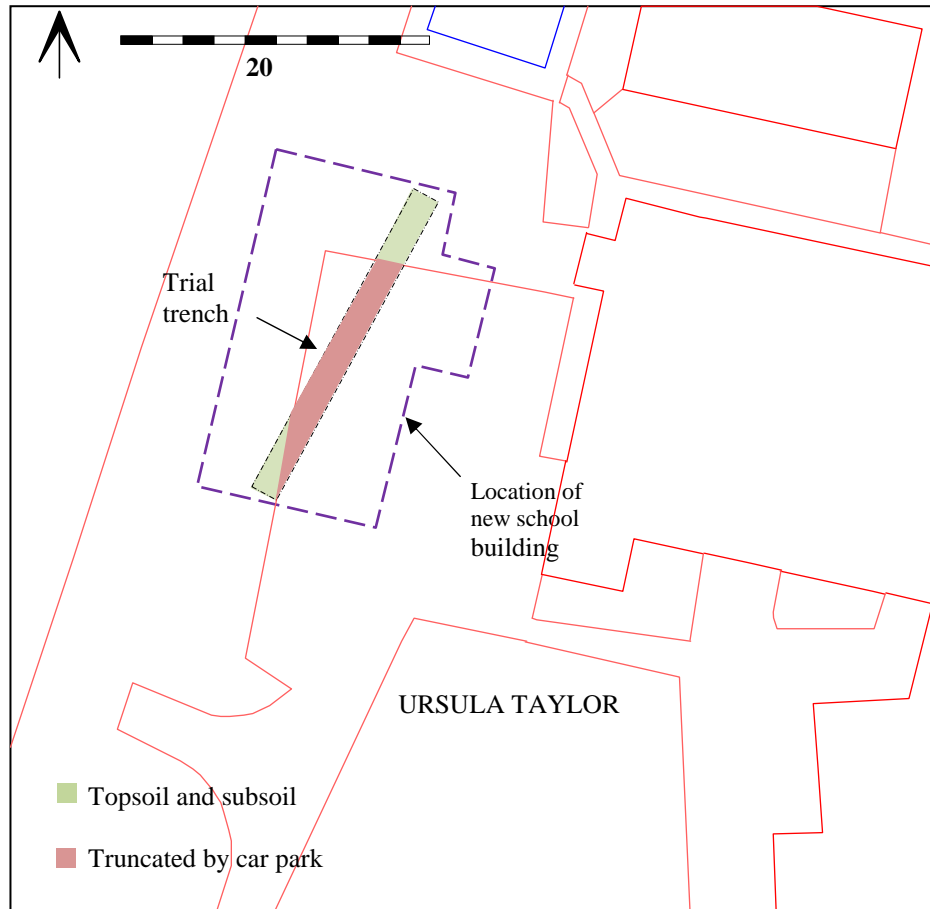 20
Trial
trench
Location of
new school
building
URSULA TAYLOR
Topsoil and subsoil
Truncated by car park